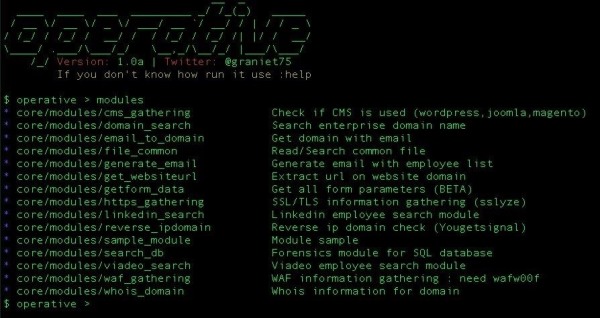 operative
Version: 1.0a | Twitter: @graniet75
If you don't know how run it use :help
$ operative > modules
* core/modules/cms_gathering Check if CMS is used (wordpress,joomla,magento)
* core/modules/domain_search Search enterprise domain name
* core/modules/email_to_domain Get domain with email
* core/modules/file_common Read/Search common file
* core/modules/generate_email Generate email with employee list
* core/modules/get_websiteurl Extract url on website domain
* core/modules/getform_data Get all form parameters (BETA)
* core/modules/https_gathering SSL/TLS information gathering (sslyze)
* core/modules/linkedin_search Linkedin employee search module
* core/modules/reverse_ipdomain Reverse ip domain check (Yougetsignal)
* core/modules/sample_module Module sample
* core/modules/search_db Forensics module for SQL database
* core/modules/viadeo_search Viadeo employee search module
* core/modules/waf_gathering WAF information gathering : need wafw00f
* core/modules/whois_domain Whois information for domain
$ operative >